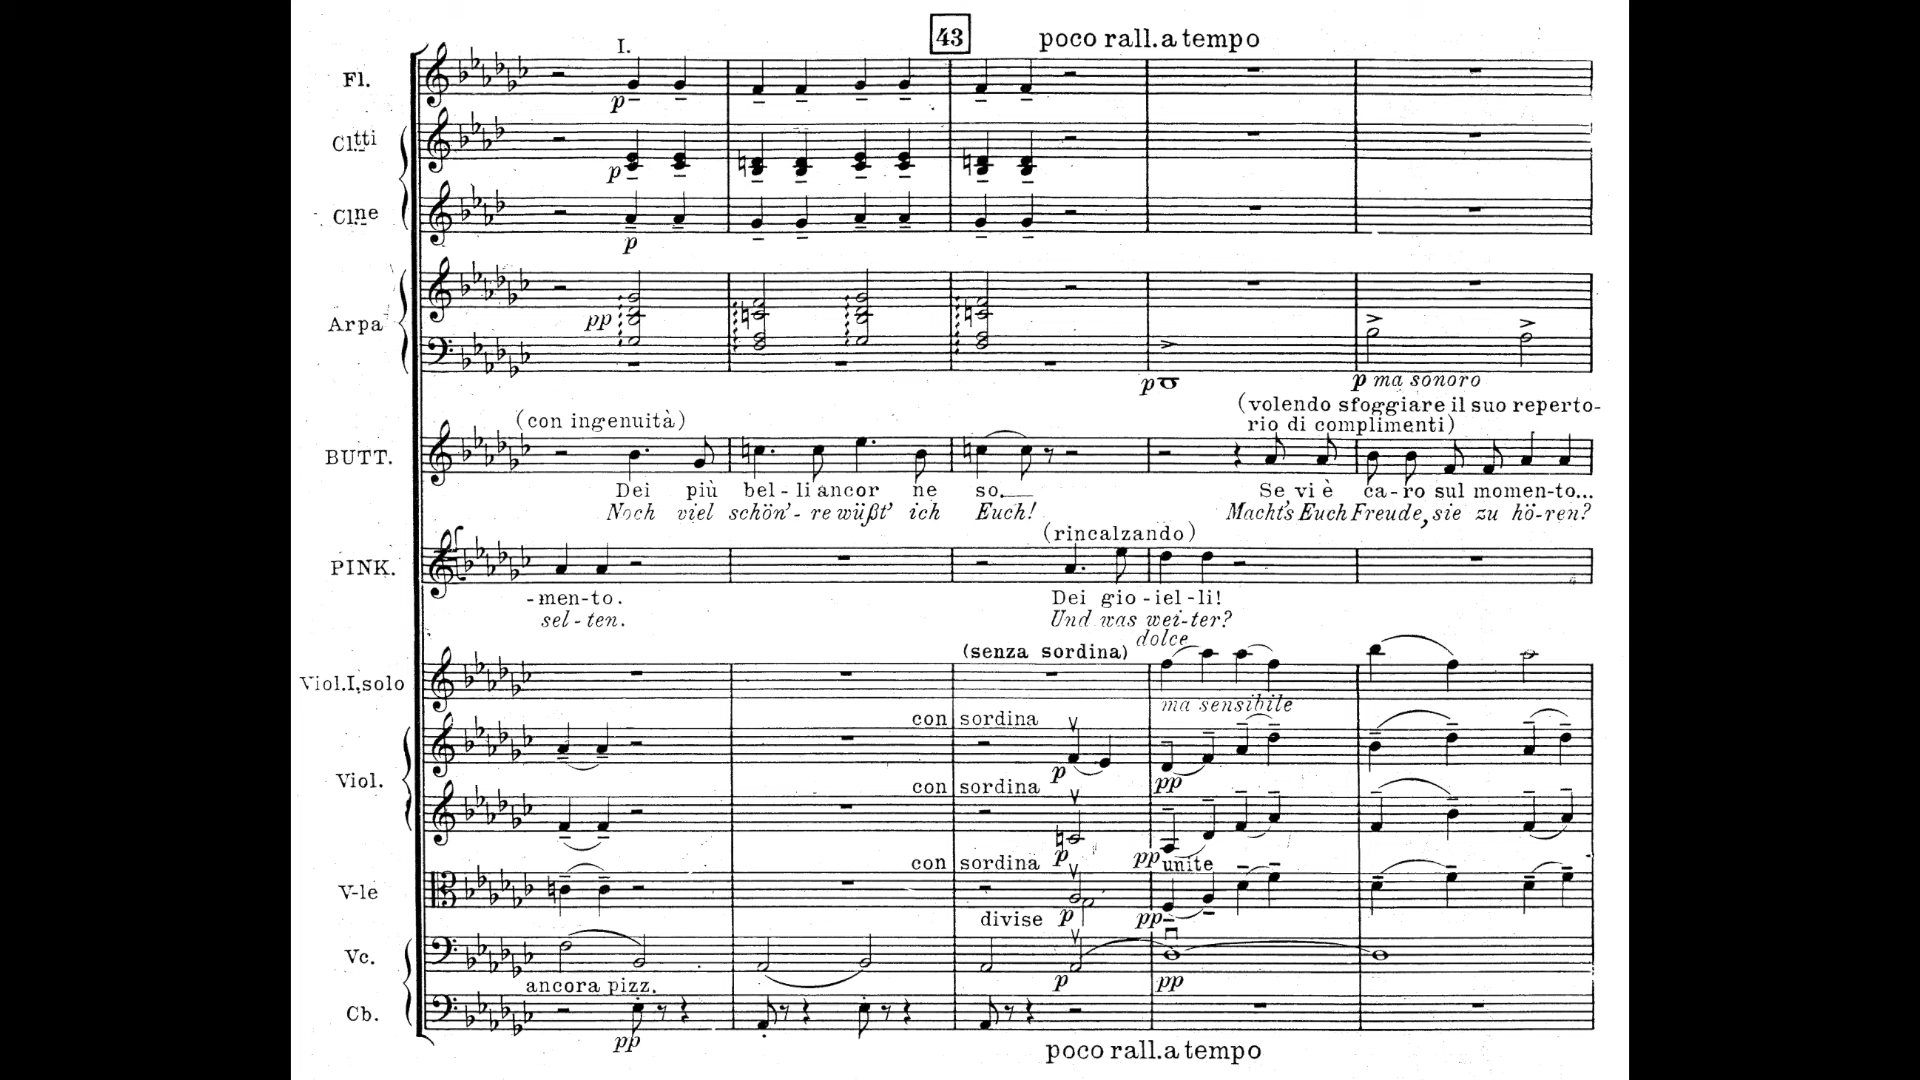 43 poco rall. a tempo
I.
Fl.
p
Cl.tti
p
Cl.ne
p
Arpa
pp
p
p ma sonoro
(volendo sfoggiare il suo reperto-
(con ingenuità) rio di complimenti)
BUTT.
Dei più bel-li ancor ne so. Se vi è ca-ro sul momen-to...
Noch viel schön'-re wüßt' ich Euch! Macht's Euch Freude, sie zu hö-ren?
(rincalzando)
PINK.
-men-to. Dei gio-iel-li!
sel-ten. Und was wei-ter?
dolce
(senza sordina)
Viol. I, solo
ma sensibile
con sordina
p pp
Viol.
con sordina
p pp
con sordina unite
V-le
divise p pp
Vc.
p pp
ancora pizz.
Cb.
pp
poco rall. a tempo